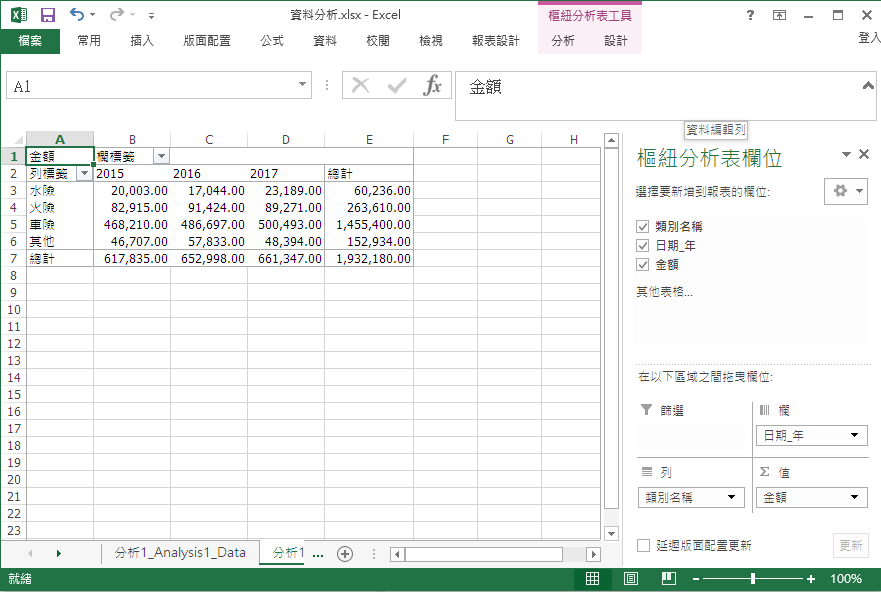 資料分析.xlsx - Excel
樞紐分析表工具
?
登入
檔案 常用 插入 版面配置 公式 資料 校閱 檢視 報表設計 分析 設計
A1
fx
金額
資料編輯列
A B C D E F G H
1 金額 欄標籤
2 列標籤 2015 2016 2017 總計
3 水險 20,003.00 17,044.00 23,189.00 60,236.00
4 火險 82,915.00 91,424.00 89,271.00 263,610.00
5 車險 468,210.00 486,697.00 500,493.00 1,455,400.00
6 其他 46,707.00 57,833.00 48,394.00 152,934.00
7 總計 617,835.00 652,998.00 661,347.00 1,932,180.00
8
9
10
11
12
13
14
15
16
17
18
19
20
21
22
23
樞紐分析表欄位
選擇要新增到報表的欄位:
類別名稱
日期_年
金額
其他表格...
在以下區域之間拖曳欄位:
篩選
欄
日期_年
列
Σ 值
類別名稱
金額
延遲版面配置更新 更新
分析1_Analysis1_Data 分析1 ...
就緒
100%